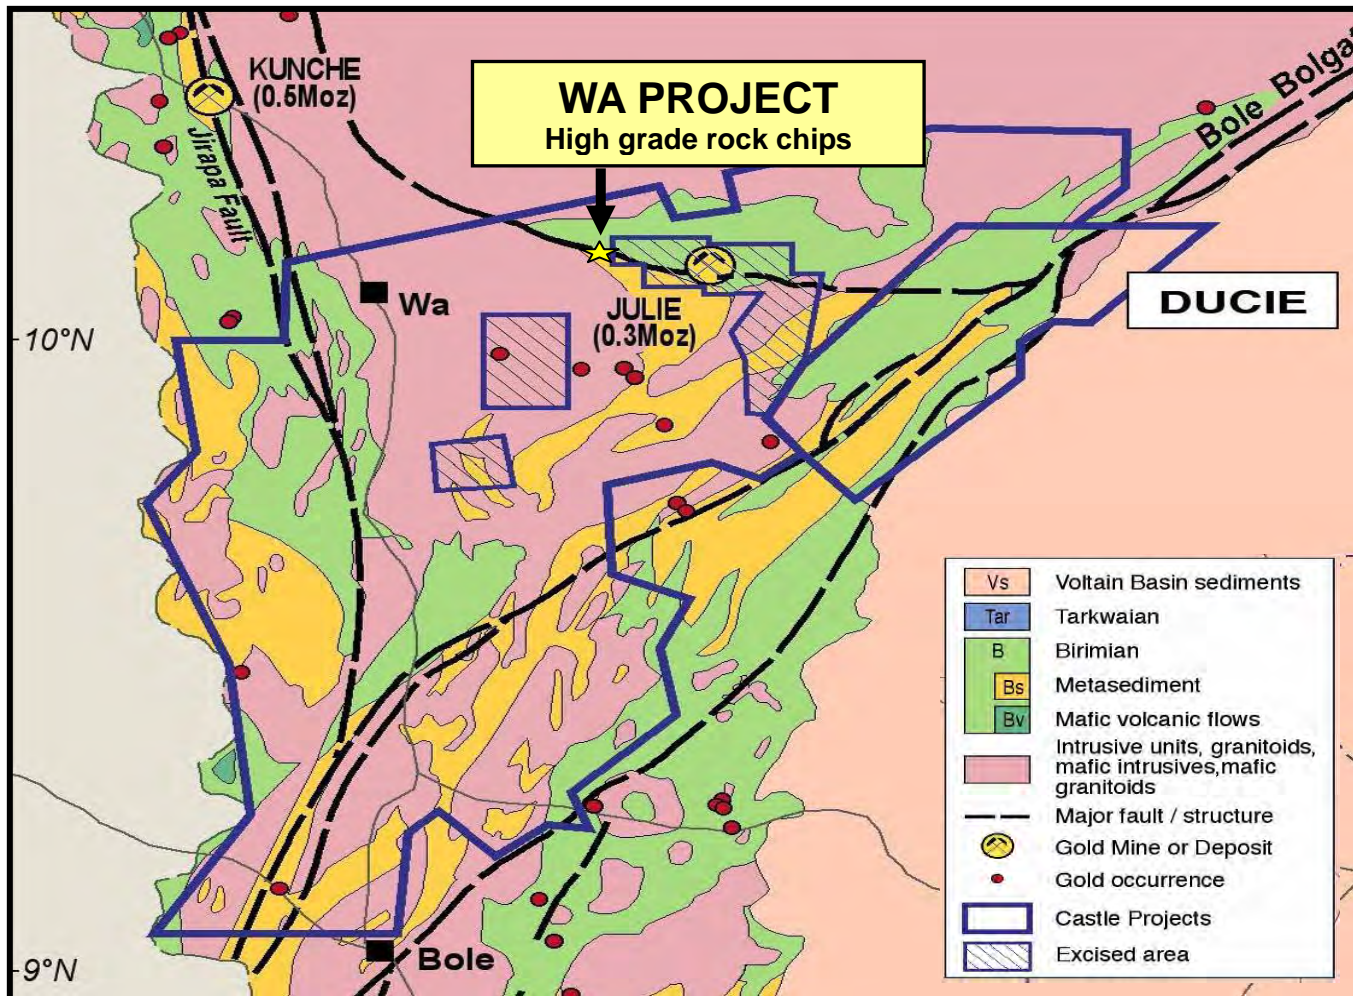 KUNCHE
(0.5Moz)
Jirapa Fault
WA PROJECT
High grade rock chips
Bole Bolgat
Wa
JULIE
(0.3Moz)
DUCIE
10°N
9°N
Bole
Vs Voltain Basin sediments
Tar Tarkwaian
B Birimian
Bs Metasediment
Bv Mafic volcanic flows
Intrusive units, granitoids,
mafic intrusives,mafic
granitoids
Major fault / structure
Gold Mine or Deposit
Gold occurrence
Castle Projects
Excised area